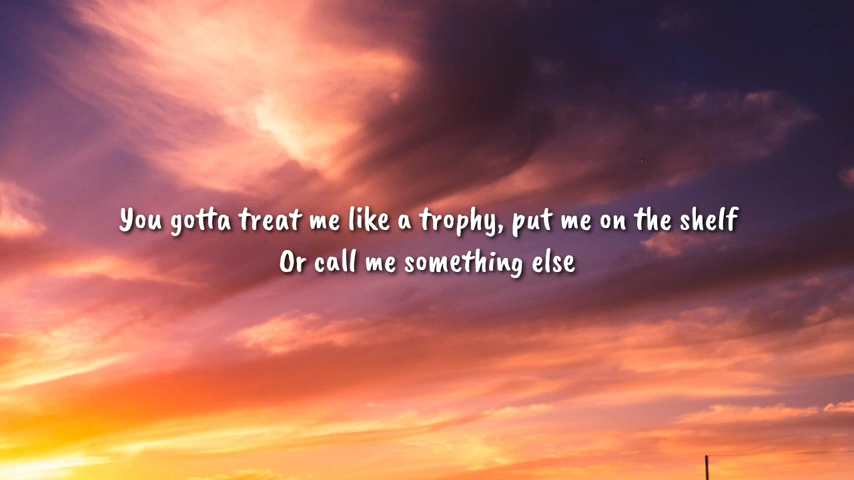 You gotta treat me like a trophy, put me on the shelf
Or call me something else